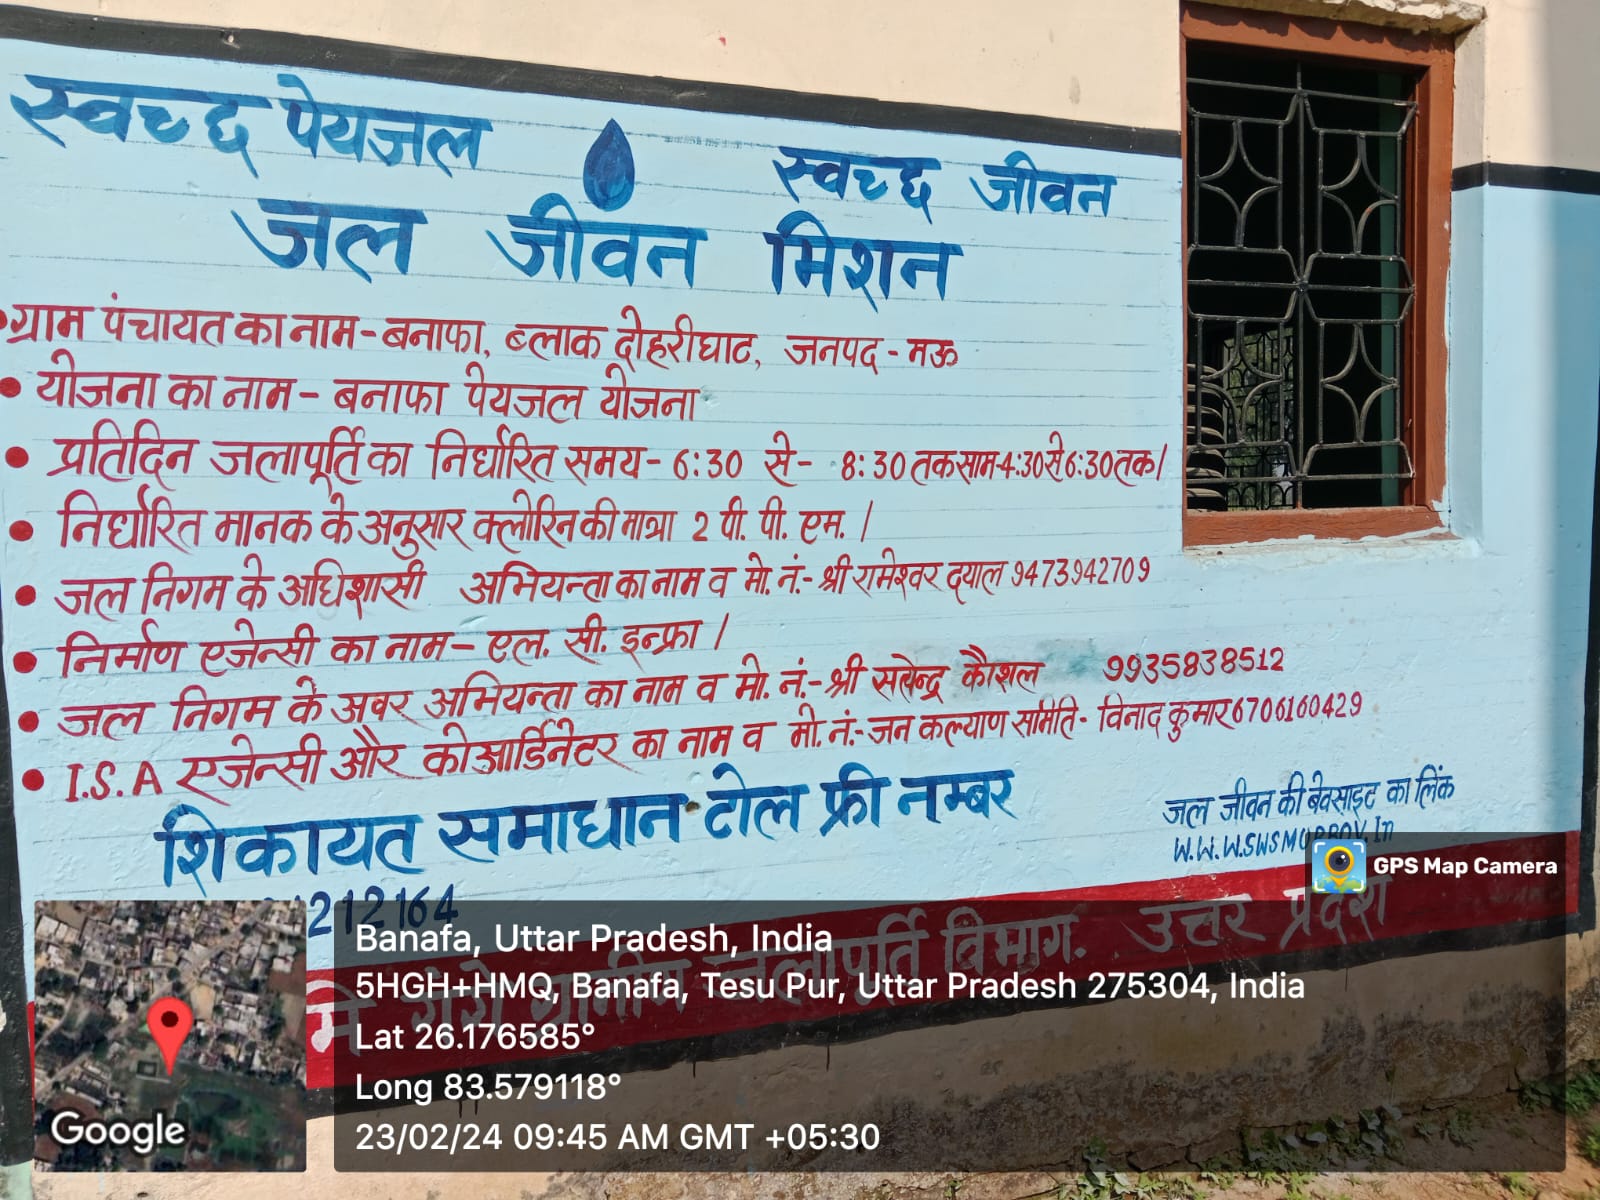 स्वच्छ पेयजल स्वच्छ जीवन
जल जीवन मिशन
• ग्राम पंचायत का नाम - बनाफा, ब्लाक दोहरीघाट, जनपद - मऊ
• योजना का नाम - बनाफा पेयजल योजना
• प्रतिदिन जलापूर्ति का निर्धारित समय - 6:30 से - 8:30 तक साम 4:30 से 6:30 तक।
• निर्धारित मानक के अनुसार क्लोरिन की मात्रा 2 पी. पी. एम. ।
• जल निगम के अधिशासी अभियन्ता का नाम व मो. नं.- श्री रामेश्वर दयाल 9473942709
• निर्माण एजेन्सी का नाम - एल. सी. इन्फ्रा ।
• जल निगम के अवर अभियन्ता का नाम व मो. नं.- श्री सत्येन्द्र कौशल 9935838512
• I.S.A एजेन्सी और कोआर्डिनेटर का नाम व मो. नं.- जन कल्याण समिति - विनाद कुमार 6706160429
शिकायत समाधान टोल फ्री नम्बर
212164
जल जीवन की बेवसाइट का लिंक
W.W.W.SWSM
नमामि गंगे ग्रामीण जलापूर्ति विभाग. उत्तर प्रदेश
GPS Map Camera
Banafa, Uttar Pradesh, India
5HGH+HMQ, Banafa, Tesu Pur, Uttar Pradesh 275304, India
Lat 26.176585°
Long 83.579118°
23/02/24 09:45 AM GMT +05:30
Google